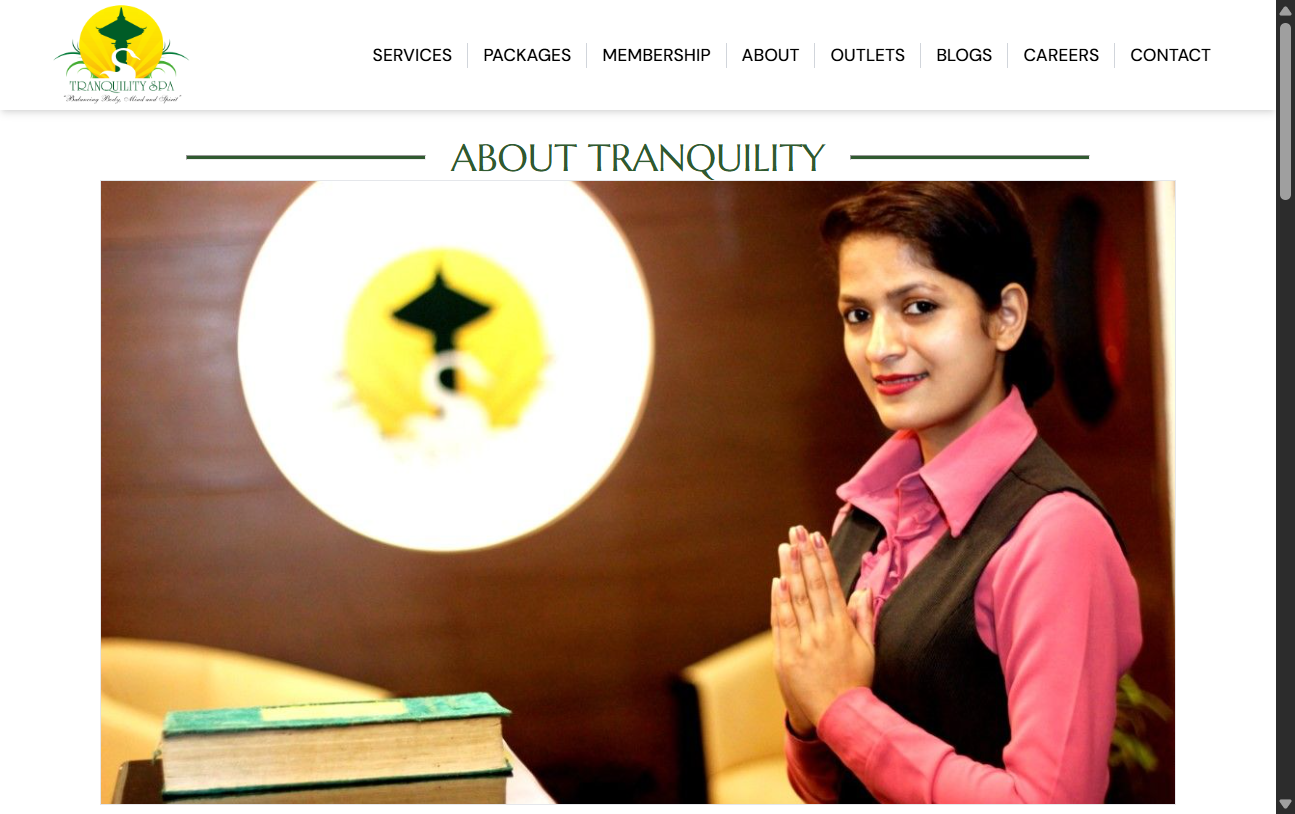 TRANQUILITY SPA
"Balancing Body, Mind and Spirit"
SERVICES
PACKAGES
MEMBERSHIP
ABOUT
OUTLETS
BLOGS
CAREERS
CONTACT
ABOUT TRANQUILITY